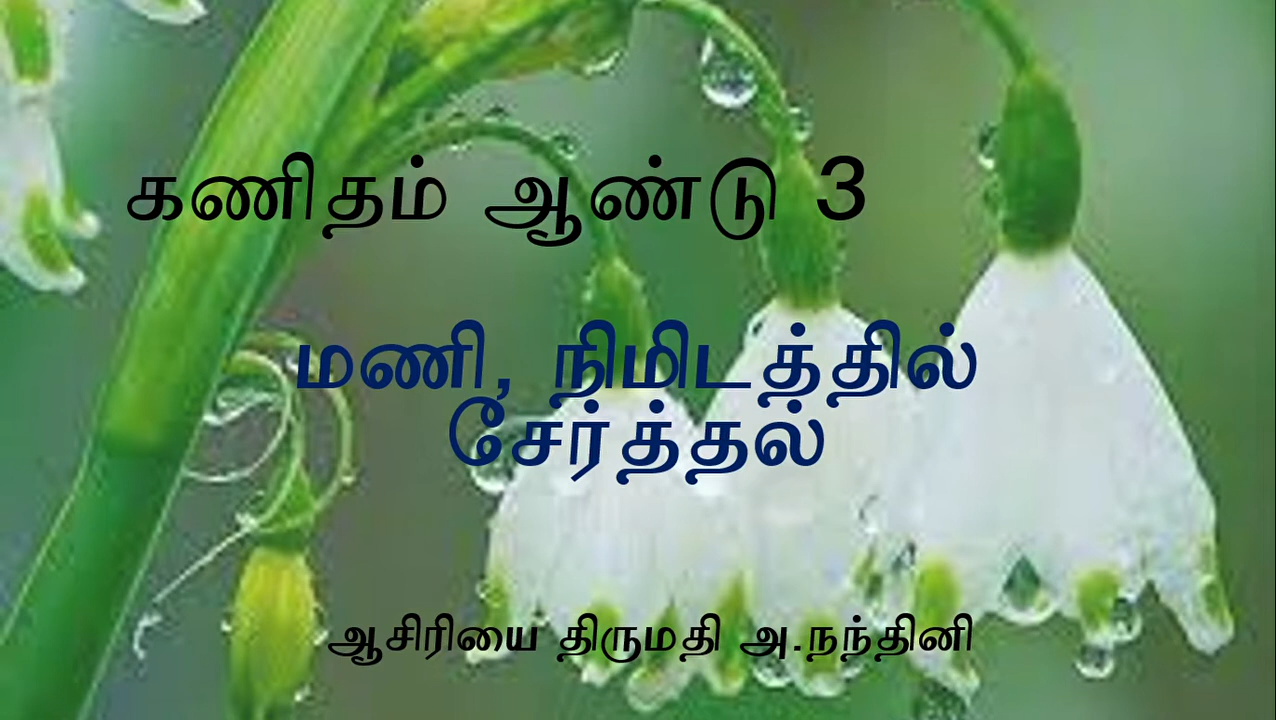 கணிதம் ஆண்டு 3
மணி, நிமிடத்தில்
சேர்த்தல்
ஆசிரியை திருமதி அ.நந்தினி